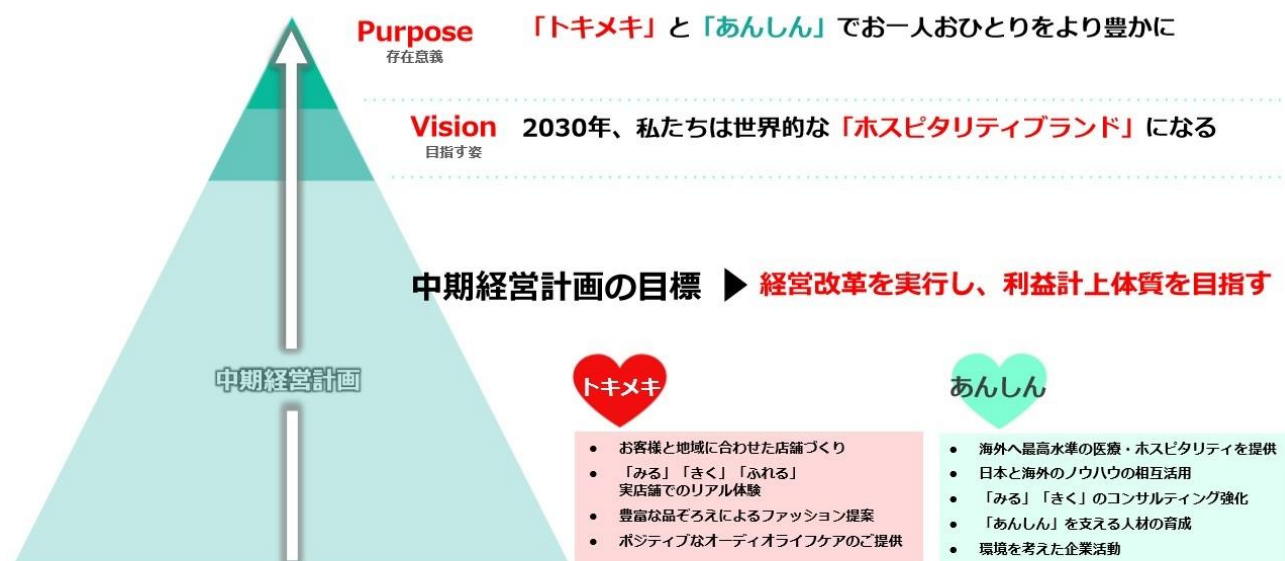 Purpose 「トキメキ」と「あんしん」でお一人おひとりをより豊かに
存在意義
Vision 2030年、私たちは世界的な「ホスピタリティブランド」になる
目指す姿
中期経営計画の目標 ▶ 経営改革を実行し、利益計上体質を目指す
中期経営計画
トキメキ
● お客様と地域に合わせた店舗づくり
● 「みる」「きく」「ふれる」
実店舗でのリアル体験
● 豊富な品ぞろえによるファッション提案
● ポジティブなオーディオライフケアのご提供
あんしん
● 海外へ最高水準の医療・ホスピタリティを提供
● 日本と海外のノウハウの相互活用
● 「みる」「きく」のコンサルティング強化
● 「あんしん」を支える人材の育成
● 環境を考えた企業活動